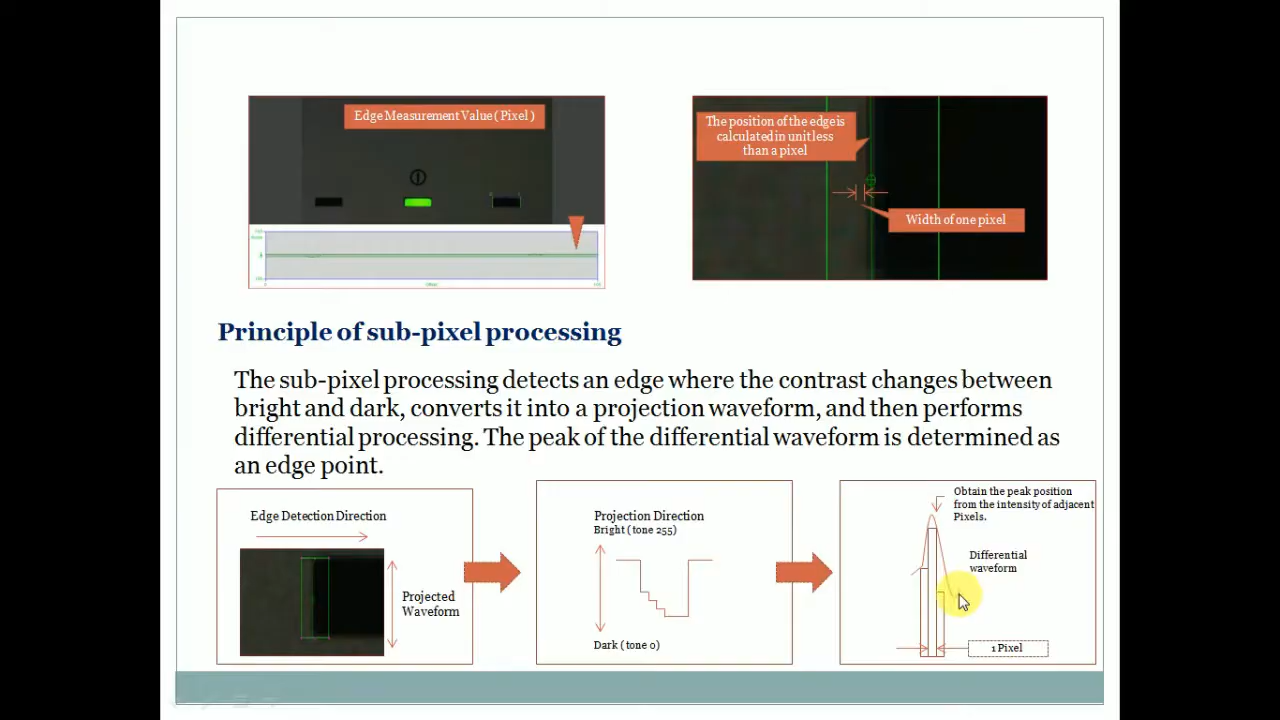 Edge Measurement Value ( Pixel )
The position of the edge is
calculated in unit less
than a pixel
Width of one pixel
Principle of sub-pixel processing
The sub-pixel processing detects an edge where the contrast changes between
bright and dark, converts it into a projection waveform, and then performs
differential processing. The peak of the differential waveform is determined as
an edge point.
Edge Detection Direction
Projected
Waveform
Projection Direction
Bright ( tone 255)
Dark ( tone 0)
Obtain the peak position
from the intensity of adjacent
Pixels.
Differential
waveform
1 Pixel